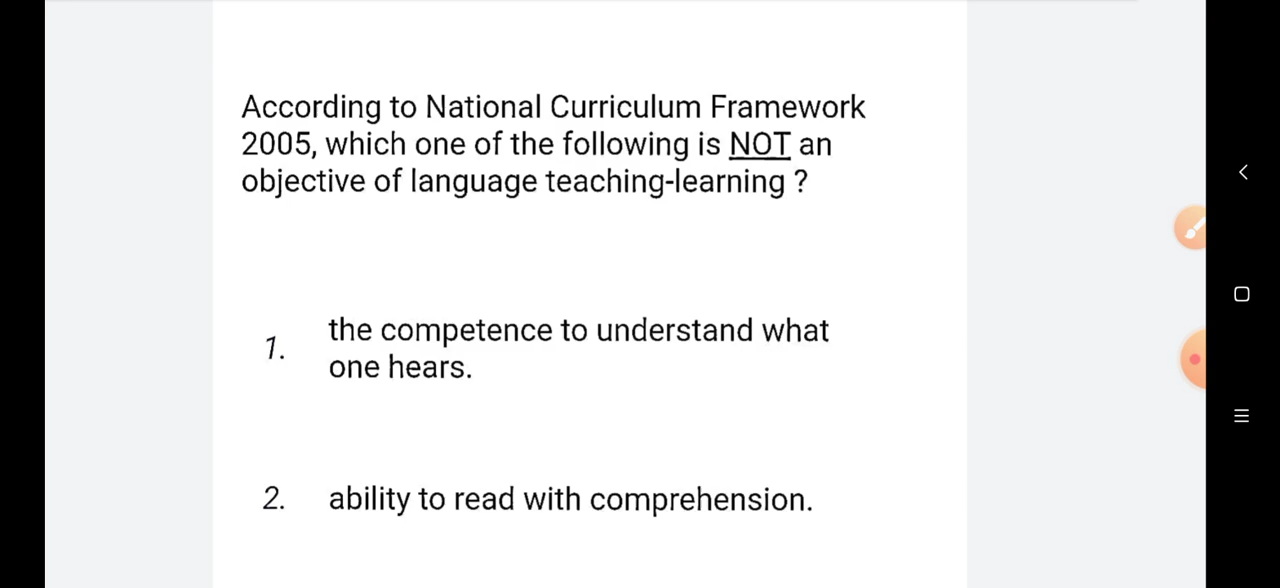 According to National Curriculum Framework
2005, which one of the following is NOT an
objective of language teaching-learning ?
1. the competence to understand what
one hears.
2. ability to read with comprehension.